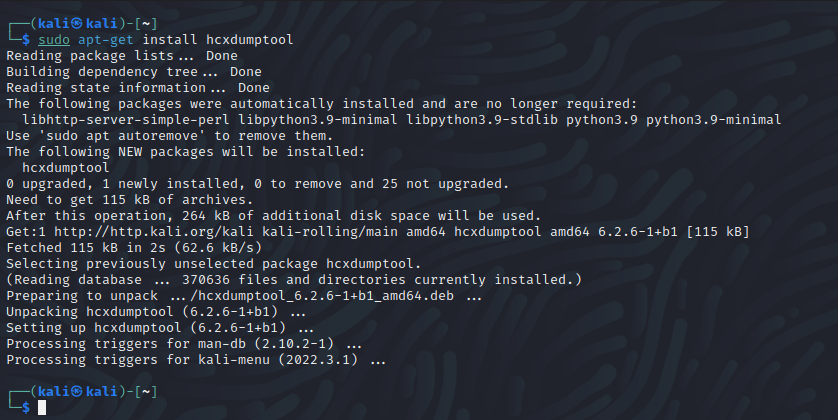 ┌──(kali㉿kali)-[~]
└─$ sudo apt-get install hcxdumptool
Reading package lists... Done
Building dependency tree... Done
Reading state information... Done
The following packages were automatically installed and are no longer required:
  libhttp-server-simple-perl libpython3.9-minimal libpython3.9-stdlib python3.9 python3.9-minimal
Use 'sudo apt autoremove' to remove them.
The following NEW packages will be installed:
  hcxdumptool
0 upgraded, 1 newly installed, 0 to remove and 25 not upgraded.
Need to get 115 kB of archives.
After this operation, 264 kB of additional disk space will be used.
Get:1 http://http.kali.org/kali kali-rolling/main amd64 hcxdumptool amd64 6.2.6-1+b1 [115 kB]
Fetched 115 kB in 2s (62.6 kB/s)
Selecting previously unselected package hcxdumptool.
(Reading database ... 370636 files and directories currently installed.)
Preparing to unpack .../hcxdumptool_6.2.6-1+b1_amd64.deb ...
Unpacking hcxdumptool (6.2.6-1+b1) ...
Setting up hcxdumptool (6.2.6-1+b1) ...
Processing triggers for man-db (2.10.2-1) ...
Processing triggers for kali-menu (2022.3.1) ...
┌──(kali㉿kali)-[~]
└─$